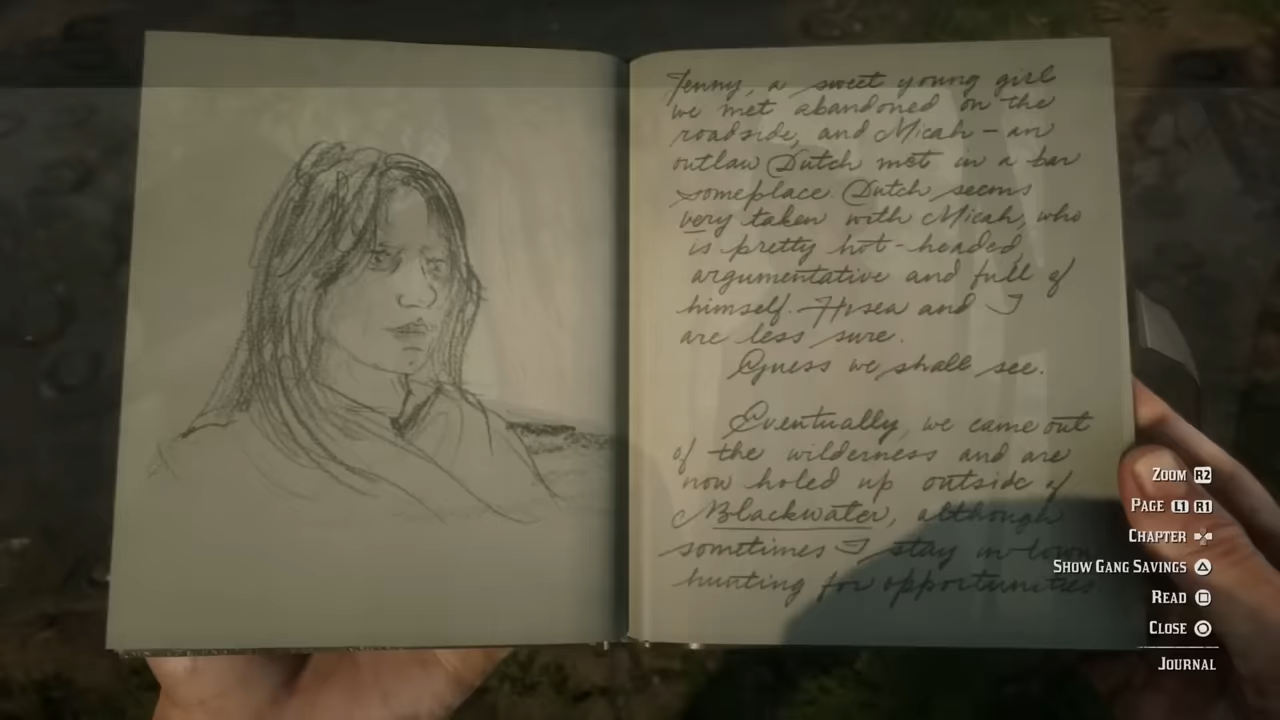 Jenny, a sweet young girl
we met abandoned on the
roadside, and Micah – an
outlaw Dutch met in a bar
someplace. Dutch seems
very taken with Micah, who
is pretty hot-headed,
argumentative and full of
himself. Hosea and I
are less sure.
Guess we shall see.
Eventually, we came out
of the wilderness and are
now holed up outside of
Blackwater, although
sometimes I stay in town
hunting for opportunities
ZOOM R2
PAGE L1 R1
CHAPTER
SHOW GANG SAVINGS
READ
CLOSE
JOURNAL